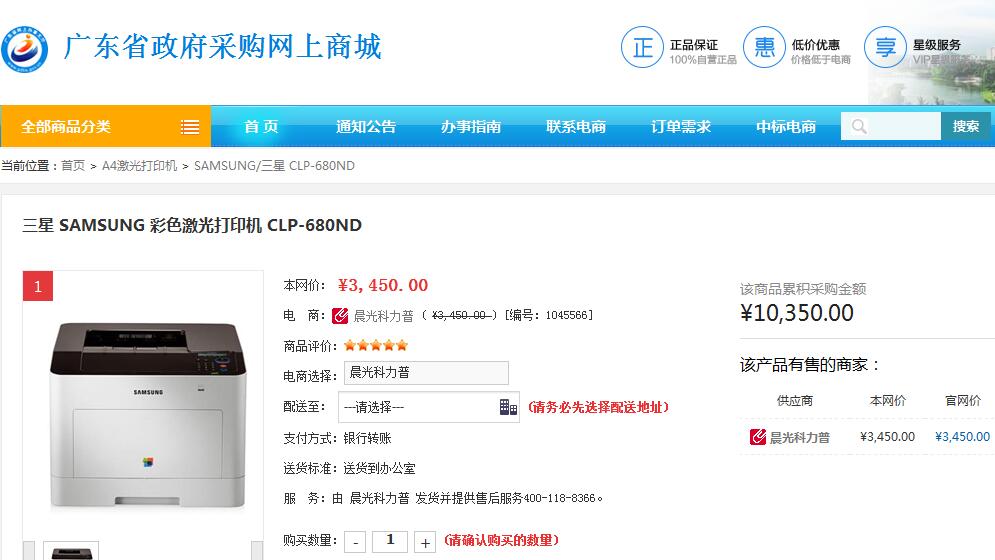 广东省政府采购网上商城
正 正品保证 100%自营正品
惠 低价优惠 价格低于电商
享 星级服务 VIP星级服务
全部商品分类 首页 通知公告 办事指南 联系电商 订单需求 中标电商 搜索
当前位置：首页 > A4激光打印机 > SAMSUNG/三星 CLP-680ND
三星 SAMSUNG 彩色激光打印机 CLP-680ND
1
SAMSUNG
本网价： ¥3,450.00
电 商： 晨光科力普 ( ¥3,450.00 ) [编号：1045566]
商品评价：
电商选择： 晨光科力普
配送至： ---请选择--- (请务必先选择配送地址)
支付方式：银行转账
送货标准：送货到办公室
服 务：由 晨光科力普 发货并提供售后服务400-118-8366。
购买数量： - 1 + (请确认购买的数量)
该商品累积采购金额
¥10,350.00
该产品有售的商家：
供应商 本网价 官网价
晨光科力普 ¥3,450.00 ¥3,450.00